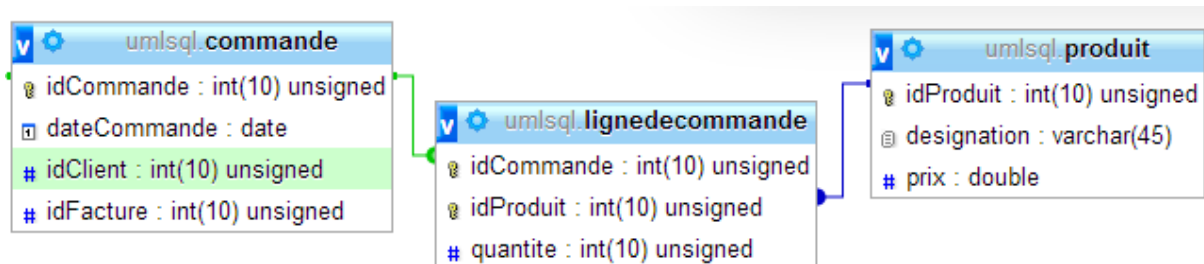 v umlsql.commande
idCommande : int(10) unsigned
dateCommande : date
# idClient : int(10) unsigned
# idFacture : int(10) unsigned
v umlsql.lignedecommande
idCommande : int(10) unsigned
idProduit : int(10) unsigned
# quantite : int(10) unsigned
v umlsql.produit
idProduit : int(10) unsigned
designation : varchar(45)
# prix : double